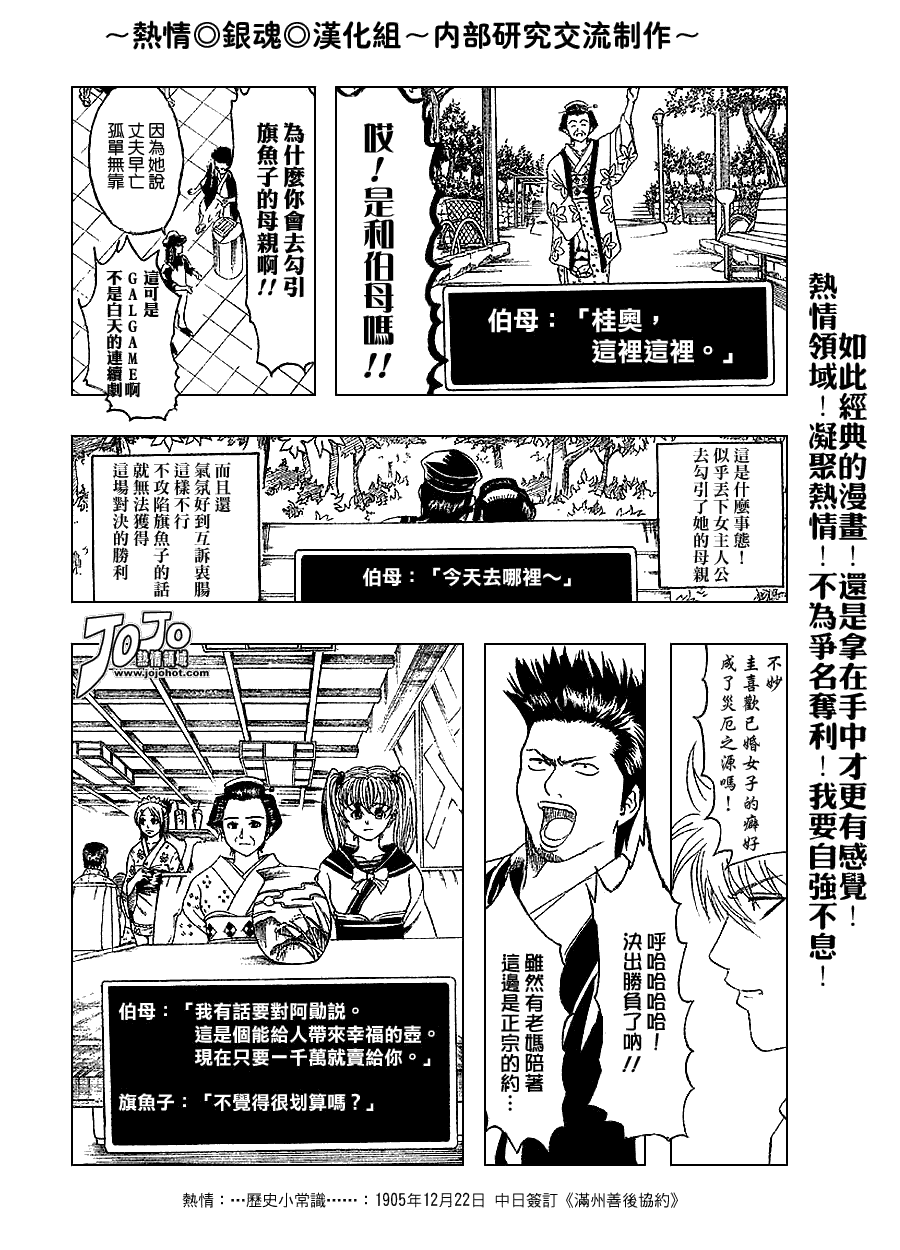 ～熱情◎銀魂◎漢化組～内部研究交流制作～
如此經典的漫畫！還是拿在手中才更有感覺！
熱情領域！凝聚熱情！不為爭名奪利！我要自強不息！
伯母：「桂奧，
這裡這裡。」
哎！是和伯母嗎！！
為什麼你會去勾引
旗魚子的母親啊！！
因為她說
丈夫早亡
孤單無靠
這可是
GALGAME啊
不是白天的連續劇
這是什麼事態！
似乎丟下女主人公
去勾引了她的母親
伯母：「今天去哪裡～」
而且還
氣氛好到互訴衷腸
這樣不行
不攻陷旗魚子的話
就無法獲得
這場對決的勝利
不妙
圭喜歡已婚女子的癖好
成了災厄之源嗎！
呼哈哈哈哈！
決出勝負了吶！！
雖然有老媽陪著
這邊是正宗的約…
JOJO
熱情領域
www.jojohot.com
伯母：「我有話要對阿勛説。
這是個能給人帶來幸福的壺。
現在只要一千萬就賣給你。」
旗魚子：「不覺得很划算嗎？」
熱情：…歷史小常識……：1905年12月22日 中日簽訂《滿州善後協約》